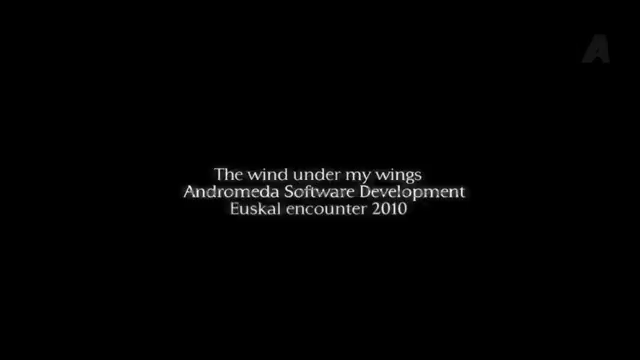 The wind under my wings
Andromeda Software Development
Euskal encounter 2010
A